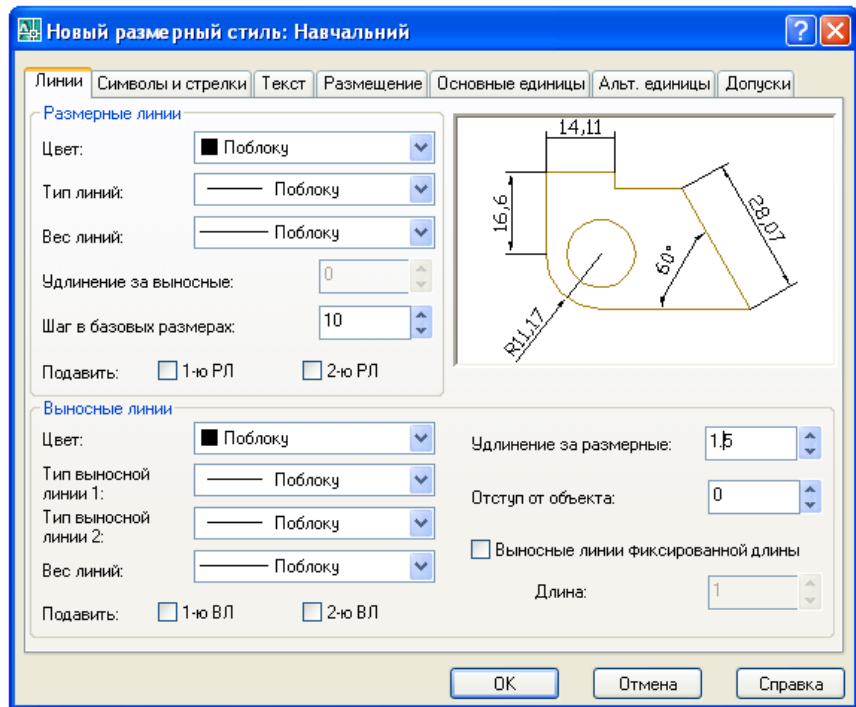 Новый размерный стиль: Навчальний
Линии Символы и стрелки Текст Размещение Основные единицы Альт. единицы Допуски
Размерные линии
Цвет: Поблоку
Тип линий: Поблоку
Вес линий: Поблоку
Удлинение за выносные: 0
Шаг в базовых размерах: 10
Подавить: 1-ю РЛ 2-ю РЛ
14,11
16,6
28,07
60°
R11,17
Выносные линии
Цвет: Поблоку
Тип выносной
линии 1: Поблоку
Тип выносной
линии 2: Поблоку
Вес линий: Поблоку
Подавить: 1-ю ВЛ 2-ю ВЛ
Удлинение за размерные: 1.5
Отступ от объекта: 0
Выносные линии фиксированной длины
Длина: 1
OK Отмена Справка